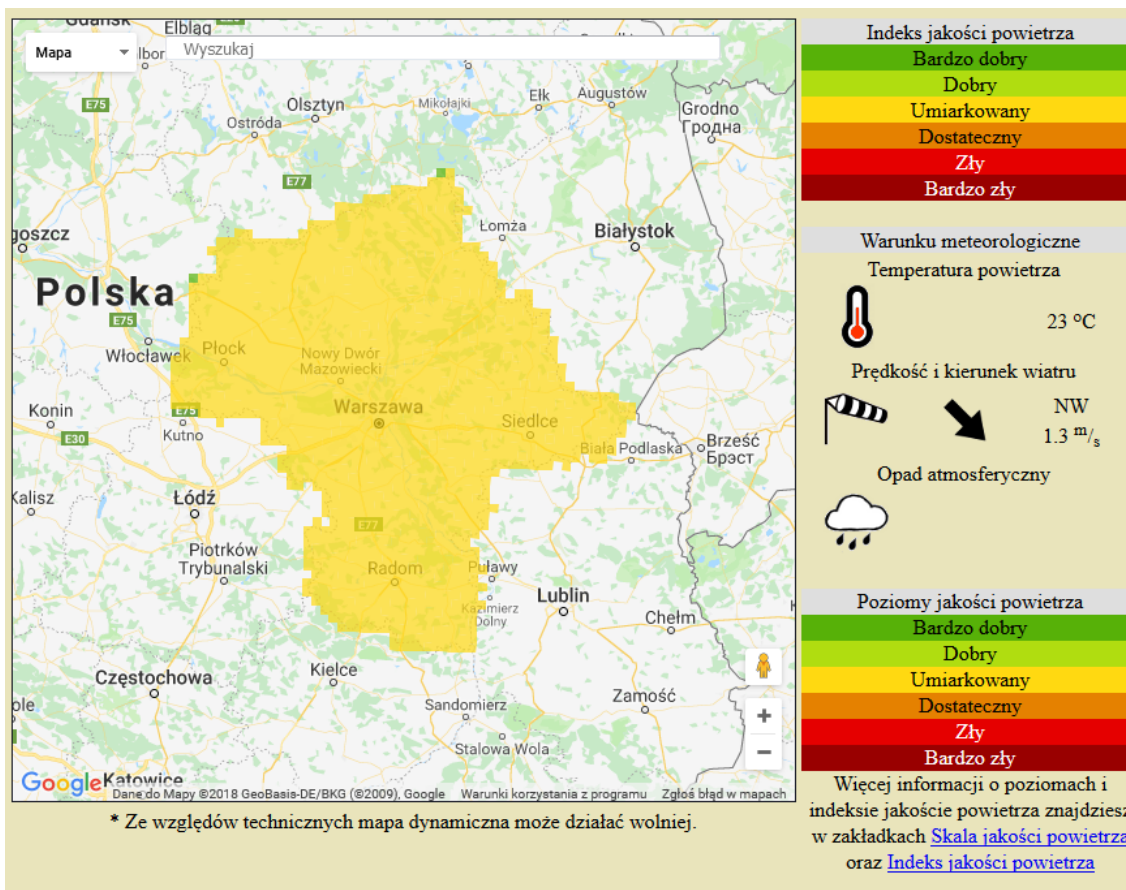 Gdańsk
Elbląg
Mapa
Wyszukaj
E75
Olsztyn
Mikołajki
Ełk
Augustów
Grodno
Гродна
Ostróda
E77
Łomża
Białystok
goszcz
Polska
E75
Włocławek
Płock
Nowy Dwór
Mazowiecki
Konin
E75
Warszawa
Siedlce
E30
Kutno
Biała Podlaska
Brześć
Брэст
Kalisz
Łódź
E77
Piotrków
Trybunalski
Radom
Puławy
Lublin
Kazimierz
Dolny
Chełm
Kielce
Częstochowa
Zamość
Sandomierz
ole
Stalowa Wola
Google
Katowice
Dane do Mapy ©2018 GeoBasis-DE/BKG (©2009), Google Warunki korzystania z programu Zgłoś błąd w mapach
* Ze względów technicznych mapa dynamiczna może działać wolniej.
Indeks jakości powietrza
Bardzo dobry
Dobry
Umiarkowany
Dostateczny
Zły
Bardzo zły
Warunku meteorologiczne
Temperatura powietrza
23 °C
Prędkość i kierunek wiatru
NW
1.3 m/s
Opad atmosferyczny
Poziomy jakości powietrza
Bardzo dobry
Dobry
Umiarkowany
Dostateczny
Zły
Bardzo zły
Więcej informacji o poziomach i
indeksie jakoście powietrza znajdziesz
w zakładkach Skala jakości powietrza
oraz Indeks jakości powietrza